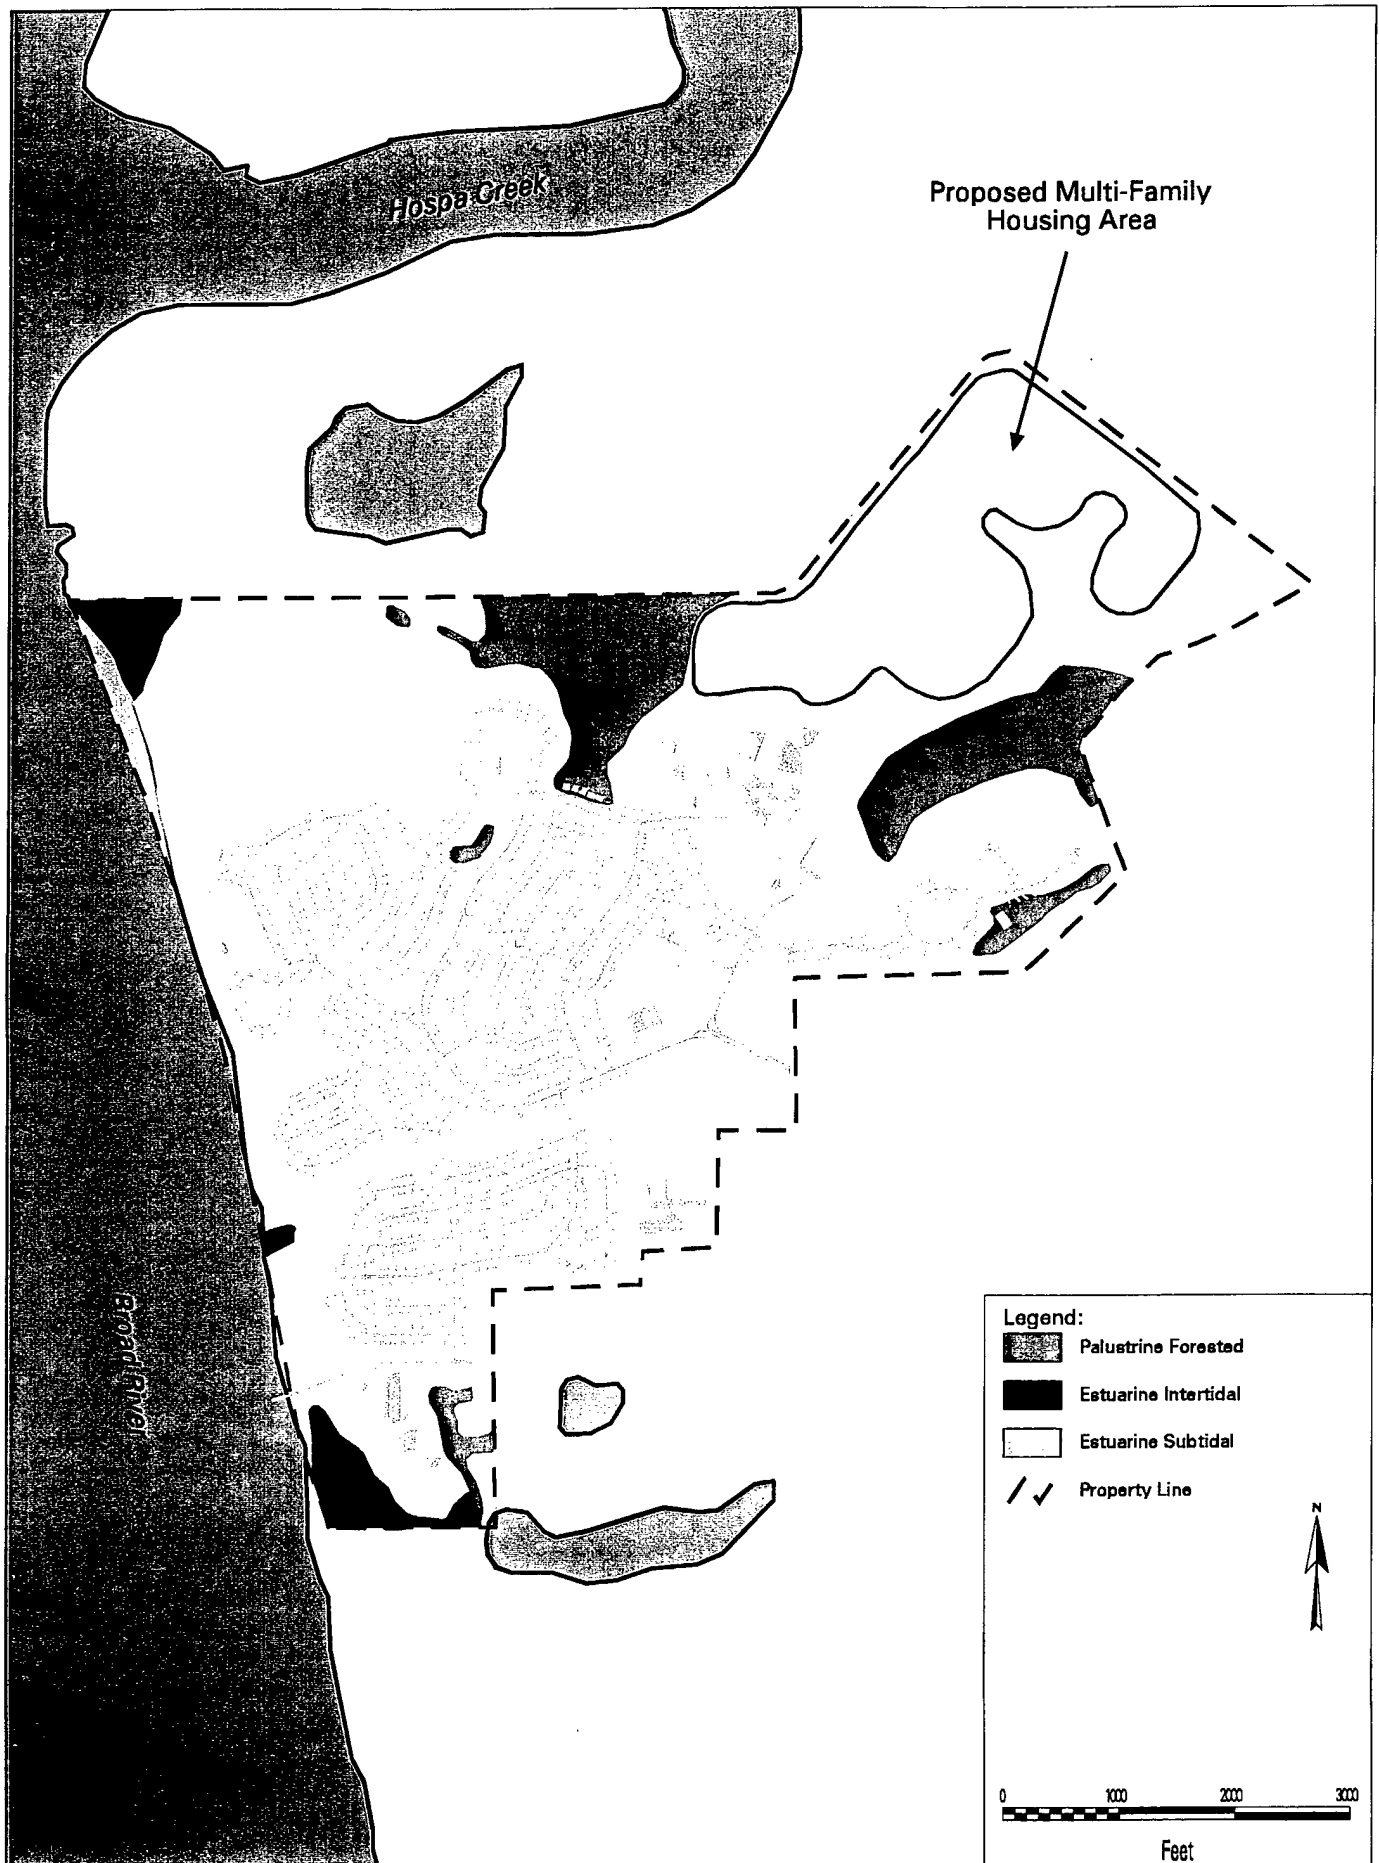 Hospa Creek
Proposed Multi-Family
Housing Area
Broad River
Legend:
Palustrine Forested
Estuarine Intertidal
Estuarine Subtidal
Property Line
N
0 1000 2000 3000
Feet